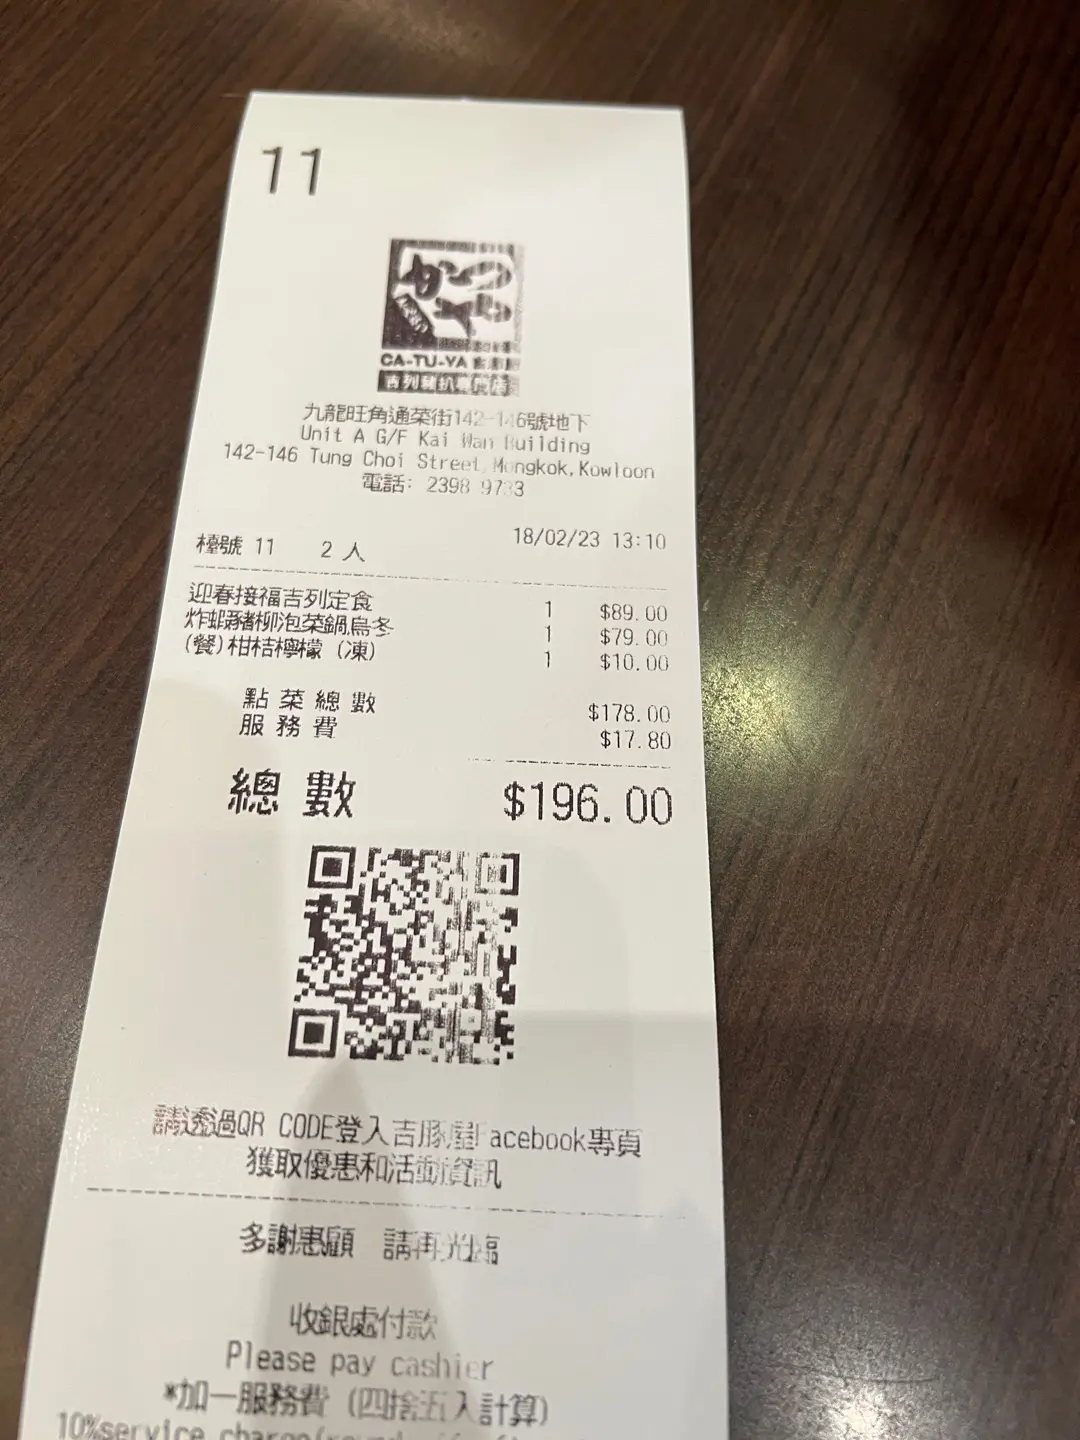 11
CA-TU-YA 吉豚屋
吉列豬扒專門店
九龍旺角通菜街142-146號地下
Unit A G/F Kai Wan Building
142-146 Tung Choi Street,Mongkok,Kowloon
電話: 2398 9733
18/02/23 13:10
檯號 11 2 人
迎春接福吉列定食 1 $89.00
炸蝦豬柳泡菜鍋烏冬 1 $79.00
(餐)柑桔檸檬 (凍) 1 $10.00
點菜總數 $178.00
服務費 $17.80
總數 $196.00
請透過QR CODE登入吉豚屋Facebook專頁
獲取優惠和活動資訊
多謝惠顧 請再光臨
收銀處付款
Please pay cashier
*加一服務費 (四捨五入計算)
10%service charge